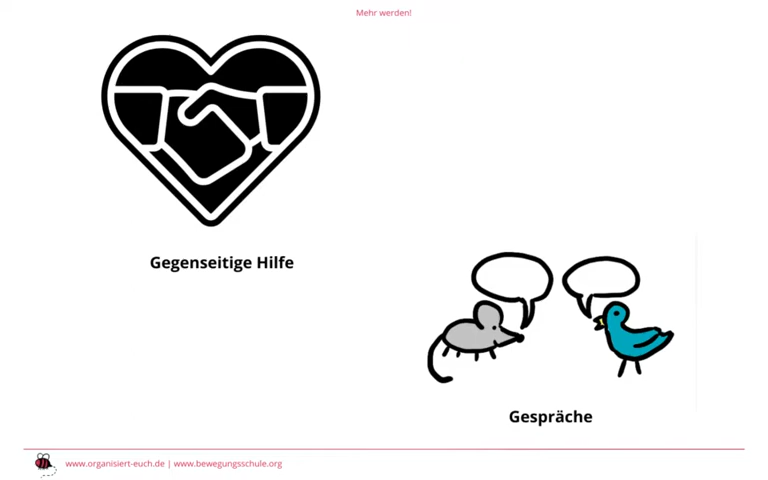 Mehr werden!
Gegenseitige Hilfe
Gespräche
www.organisiert-euch.de | www.bewegungsschule.org